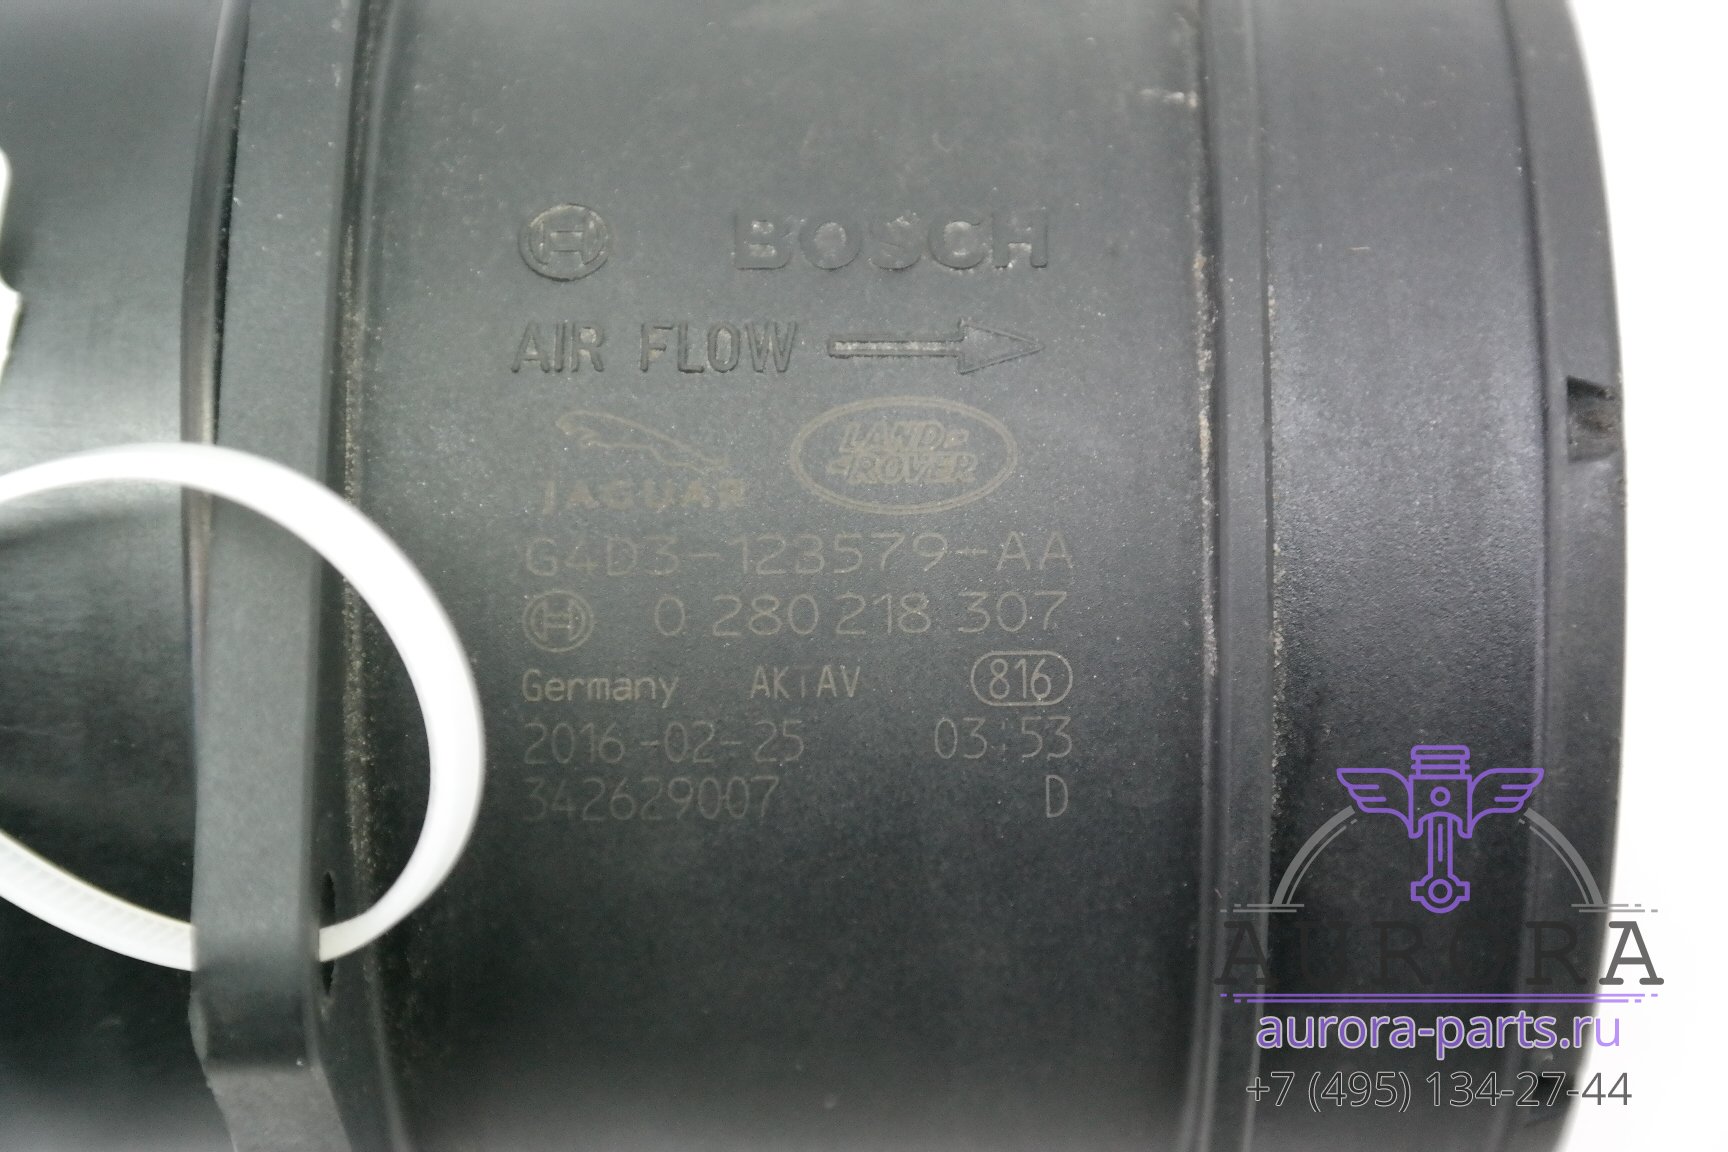 BOSCH
AIR FLOW
JAGUAR
LAND-
-ROVER
G4D3-12B579-AA
0 280 218 307
Germany AKTAV 816
2016-02-25 03:53
342629007 D
AURORA
aurora-parts.ru
+7 (495) 134-27-44